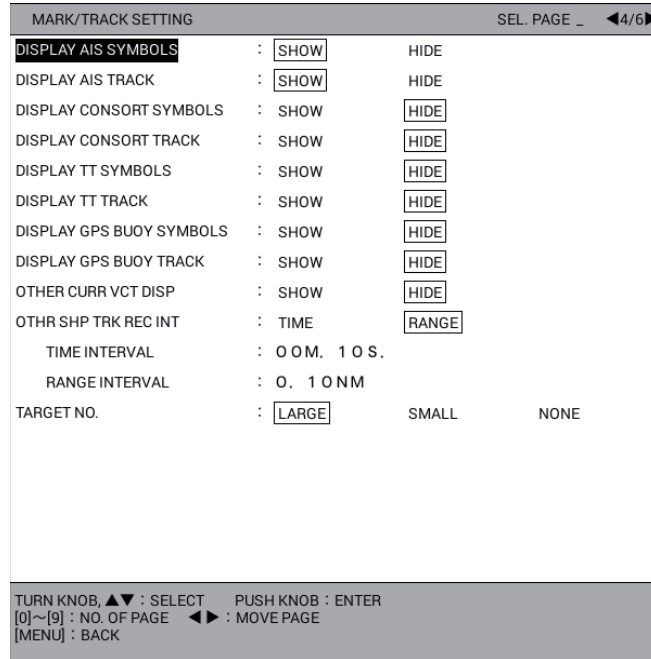 MARK/TRACK SETTING SEL. PAGE _ ◀4/6▶
DISPLAY AIS SYMBOLS : SHOW HIDE
DISPLAY AIS TRACK : SHOW HIDE
DISPLAY CONSORT SYMBOLS : SHOW HIDE
DISPLAY CONSORT TRACK : SHOW HIDE
DISPLAY TT SYMBOLS : SHOW HIDE
DISPLAY TT TRACK : SHOW HIDE
DISPLAY GPS BUOY SYMBOLS : SHOW HIDE
DISPLAY GPS BUOY TRACK : SHOW HIDE
OTHER CURR VCT DISP : SHOW HIDE
OTHR SHP TRK REC INT : TIME RANGE
TIME INTERVAL : 00M. 10S.
RANGE INTERVAL : 0. 10NM
TARGET NO. : LARGE SMALL NONE
TURN KNOB, ▲▼ : SELECT PUSH KNOB : ENTER
[0]~[9] : NO. OF PAGE ◀ ▶ : MOVE PAGE
[MENU] : BACK